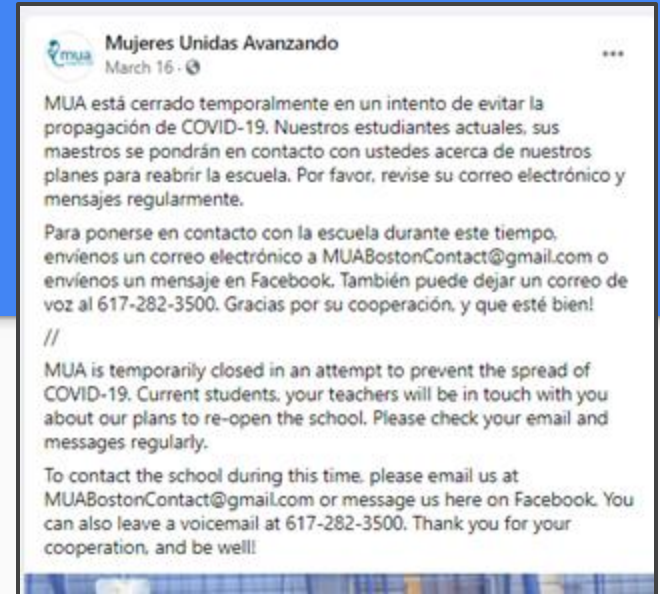 mua
Mujeres Unidas Avanzando
March 16 ·
MUA está cerrado temporalmente en un intento de evitar la
propagación de COVID-19. Nuestros estudiantes actuales, sus
maestros se pondrán en contacto con ustedes acerca de nuestros
planes para reabrir la escuela. Por favor, revise su correo electrónico y
mensajes regularmente.
Para ponerse en contacto con la escuela durante este tiempo,
envíenos un correo electrónico a MUABostonContact@gmail.com o
envíenos un mensaje en Facebook. También puede dejar un correo de
voz al 617-282-3500. Gracias por su cooperación, y que esté bien!
//
MUA is temporarily closed in an attempt to prevent the spread of
COVID-19. Current students, your teachers will be in touch with you
about our plans to re-open the school. Please check your email and
messages regularly.
To contact the school during this time, please email us at
MUABostonContact@gmail.com or message us here on Facebook. You
can also leave a voicemail at 617-282-3500. Thank you for your
cooperation, and be well!